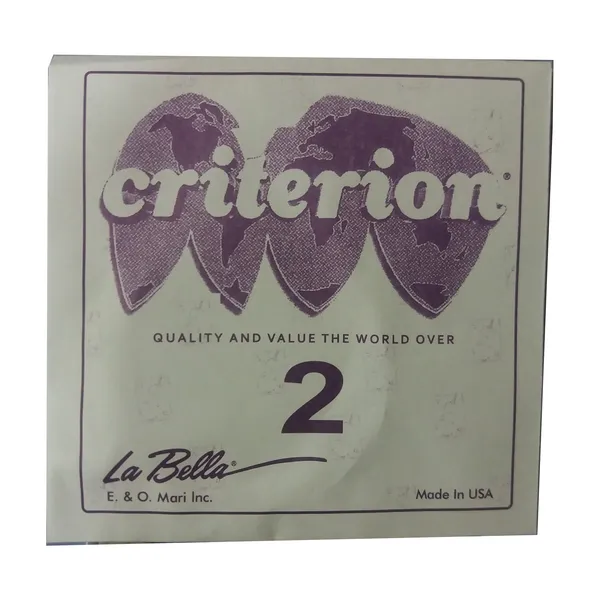 criterion®
QUALITY AND VALUE THE WORLD OVER
2
La Bella®
E. & O. Mari Inc.
Made In USA